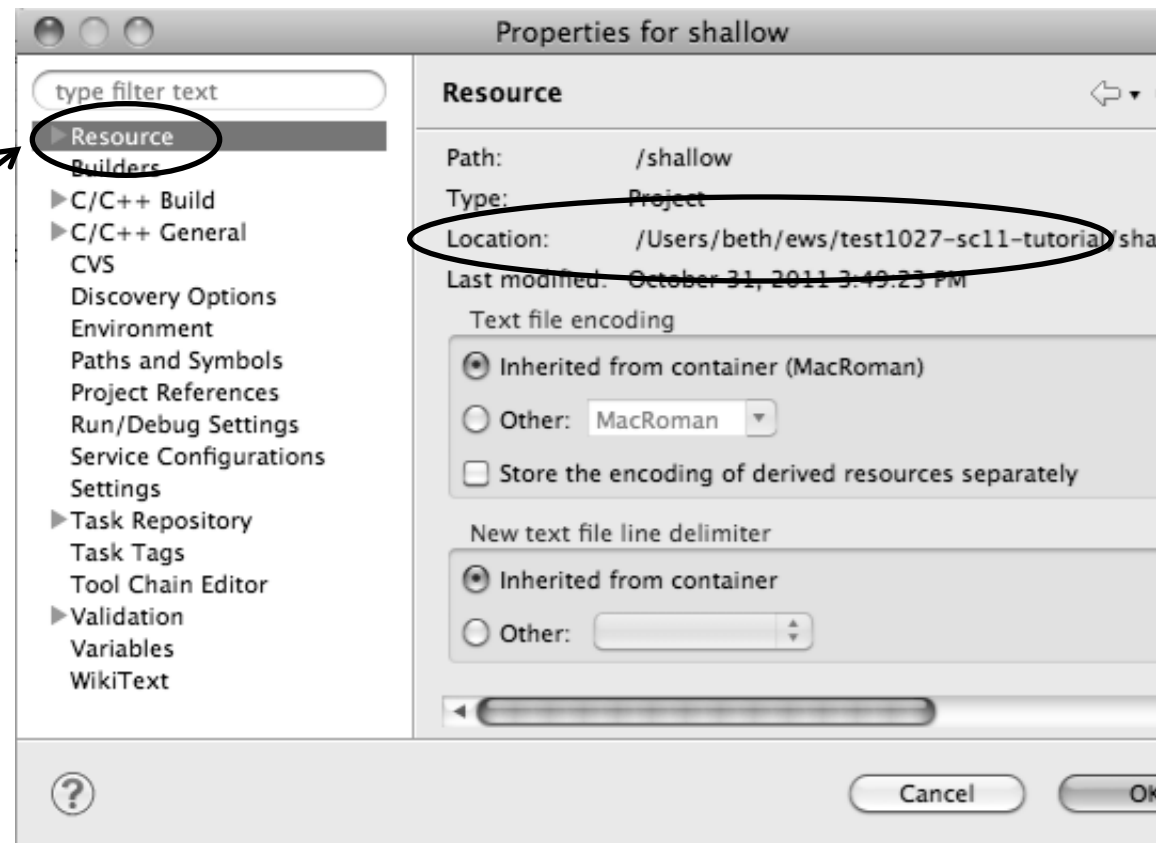 Properties for shallow
type filter text
Resource
Builders
C/C++ Build
C/C++ General
CVS
Discovery Options
Environment
Paths and Symbols
Project References
Run/Debug Settings
Service Configurations
Settings
Task Repository
Task Tags
Tool Chain Editor
Validation
Variables
WikiText
Resource
Path: /shallow
Type: Project
Location: /Users/beth/ews/test1027-sc11-tutorial/sha
Last modified: October 31, 2011 3:49:23 PM
Text file encoding
Inherited from container (MacRoman)
Other: MacRoman
Store the encoding of derived resources separately
New text file line delimiter
Inherited from container
Other:
?
Cancel
OK